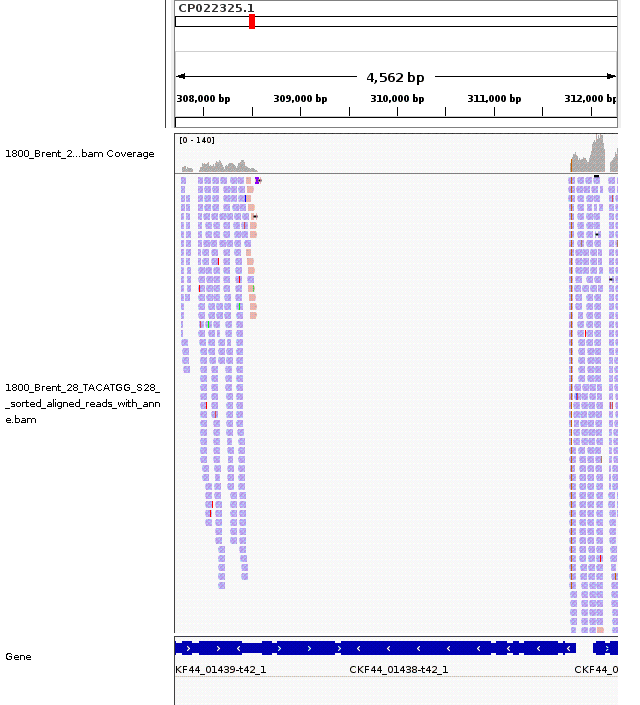 CP022325.1
4,562 bp
308,000 bp 309,000 bp 310,000 bp 311,000 bp 312,000 bp
[0 - 140]
1800_Brent_2...bam Coverage
1800_Brent_28_TACATGG_S28_
_sorted_aligned_reads_with_ann
e.bam
Gene
KF44_01439-t42_1 CKF44_01438-t42_1 CKF44_0